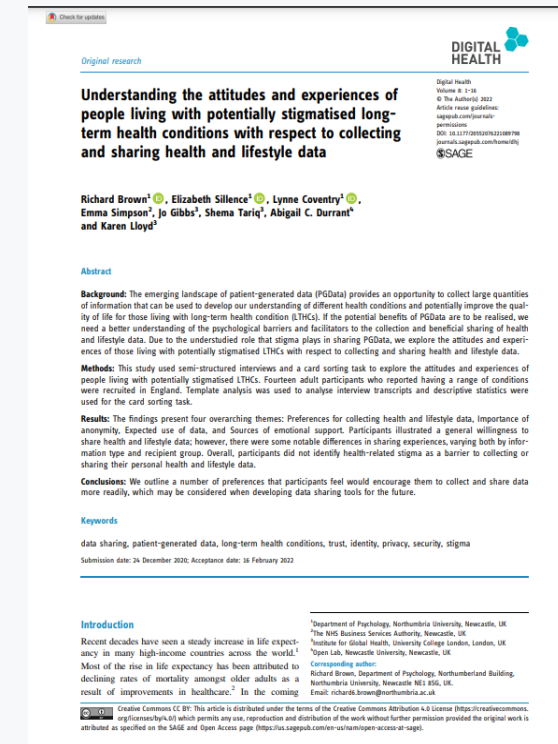 Check for updates
Original research
DIGITAL
HEALTH
Understanding the attitudes and experiences of
people living with potentially stigmatised long-
term health conditions with respect to collecting
and sharing health and lifestyle data
Digital Health
Volume 8: 1–16
© The Author(s) 2022
Article reuse guidelines:
sagepub.com/journals-
permissions
DOI: 10.1177/20552076221089798
journals.sagepub.com/home/dhj
SAGE
Richard Brown1 iD, Elizabeth Sillence1 iD, Lynne Coventry1 iD,
Emma Simpson2, Jo Gibbs3, Shema Tariq3, Abigail C. Durrant4
and Karen Lloyd3
Abstract
Background: The emerging landscape of patient-generated data (PGData) provides an opportunity to collect large quantities
of information that can be used to develop our understanding of different health conditions and potentially improve the qual-
ity of life for those living with long-term health condition (LTHCs). If the potential benefits of PGData are to be realised, we
need a better understanding of the psychological barriers and facilitators to the collection and beneficial sharing of health
and lifestyle data. Due to the understudied role that stigma plays in sharing PGData, we explore the attitudes and experi-
ences of those living with potentially stigmatised LTHCs with respect to collecting and sharing health and lifestyle data.
Methods: This study used semi-structured interviews and a card sorting task to explore the attitudes and experiences of
people living with potentially stigmatised LTHCs. Fourteen adult participants who reported having a range of conditions
were recruited in England. Template analysis was used to analyse interview transcripts and descriptive statistics were
used for the card sorting task.
Results: The findings present four overarching themes: Preferences for collecting health and lifestyle data, Importance of
anonymity, Expected use of data, and Sources of emotional support. Participants illustrated a general willingness to
share health and lifestyle data; however, there were some notable differences in sharing experiences, varying both by infor-
mation type and recipient group. Overall, participants did not identify health-related stigma as a barrier to collecting or
sharing their personal health and lifestyle data.
Conclusions: We outline a number of preferences that participants feel would encourage them to collect and share data
more readily, which may be considered when developing data sharing tools for the future.
Keywords
data sharing, patient-generated data, long-term health conditions, trust, identity, privacy, security, stigma
Submission date: 24 December 2020; Acceptance date: 16 February 2022
Introduction
Recent decades have seen a steady increase in life expect-
ancy in many high-income countries across the world.1
Most of the rise in life expectancy has been attributed to
declining rates of mortality amongst older adults as a
result of improvements in healthcare.2 In the coming
1Department of Psychology, Northumbria University, Newcastle, UK
2The NHS Business Services Authority, Newcastle, UK
3Institute for Global Health, University College London, London, UK
4Open Lab, Newcastle University, Newcastle, UK
Corresponding author:
Richard Brown, Department of Psychology, Northumberland Building,
Northumbria University, Newcastle NE1 8SG, UK.
Email: richard6.brown@northumbria.ac.uk
Creative Commons CC BY: This article is distributed under the terms of the Creative Commons Attribution 4.0 License (https://creativecommons.
org/licenses/by/4.0/) which permits any use, reproduction and distribution of the work without further permission provided the original work is
attributed as specified on the SAGE and Open Access page (https://us.sagepub.com/en-us/nam/open-access-at-sage).